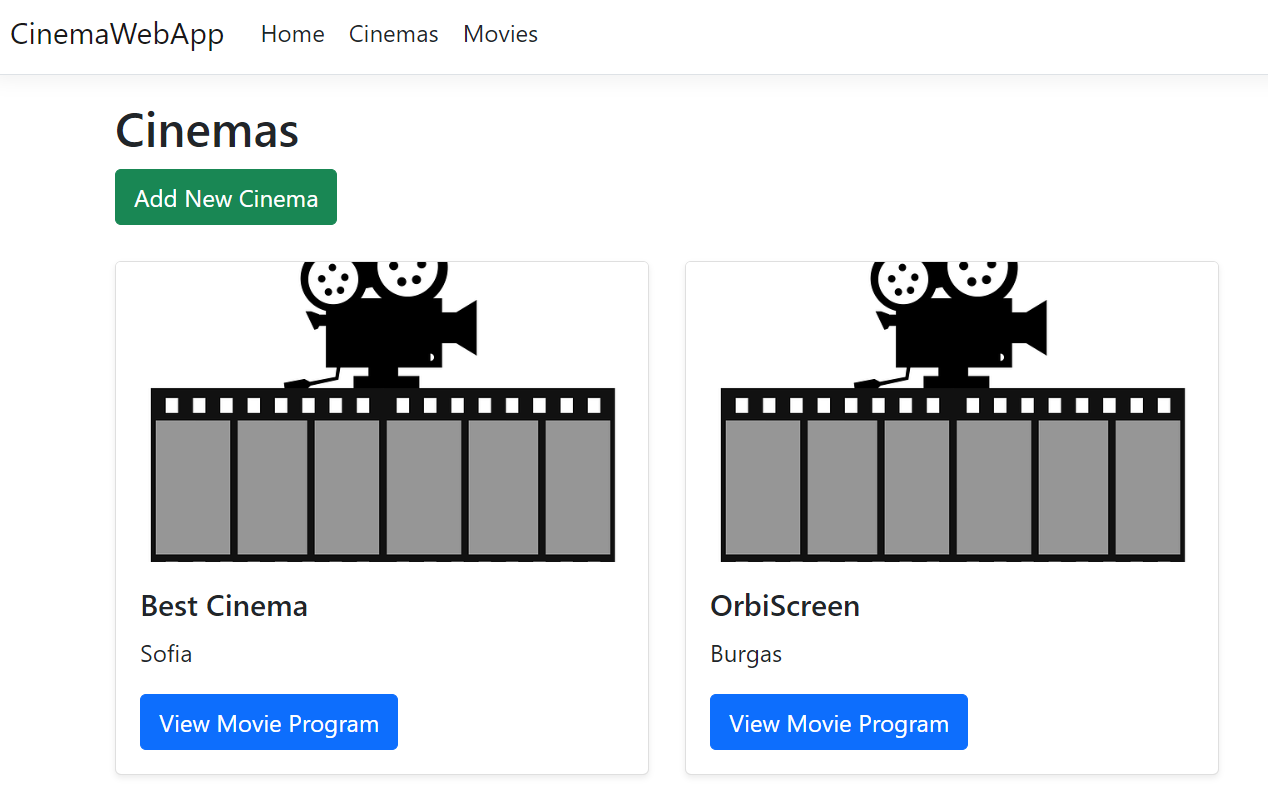 CinemaWebApp Home Cinemas Movies
Cinemas
Add New Cinema
Best Cinema
Sofia
View Movie Program
OrbiScreen
Burgas
View Movie Program